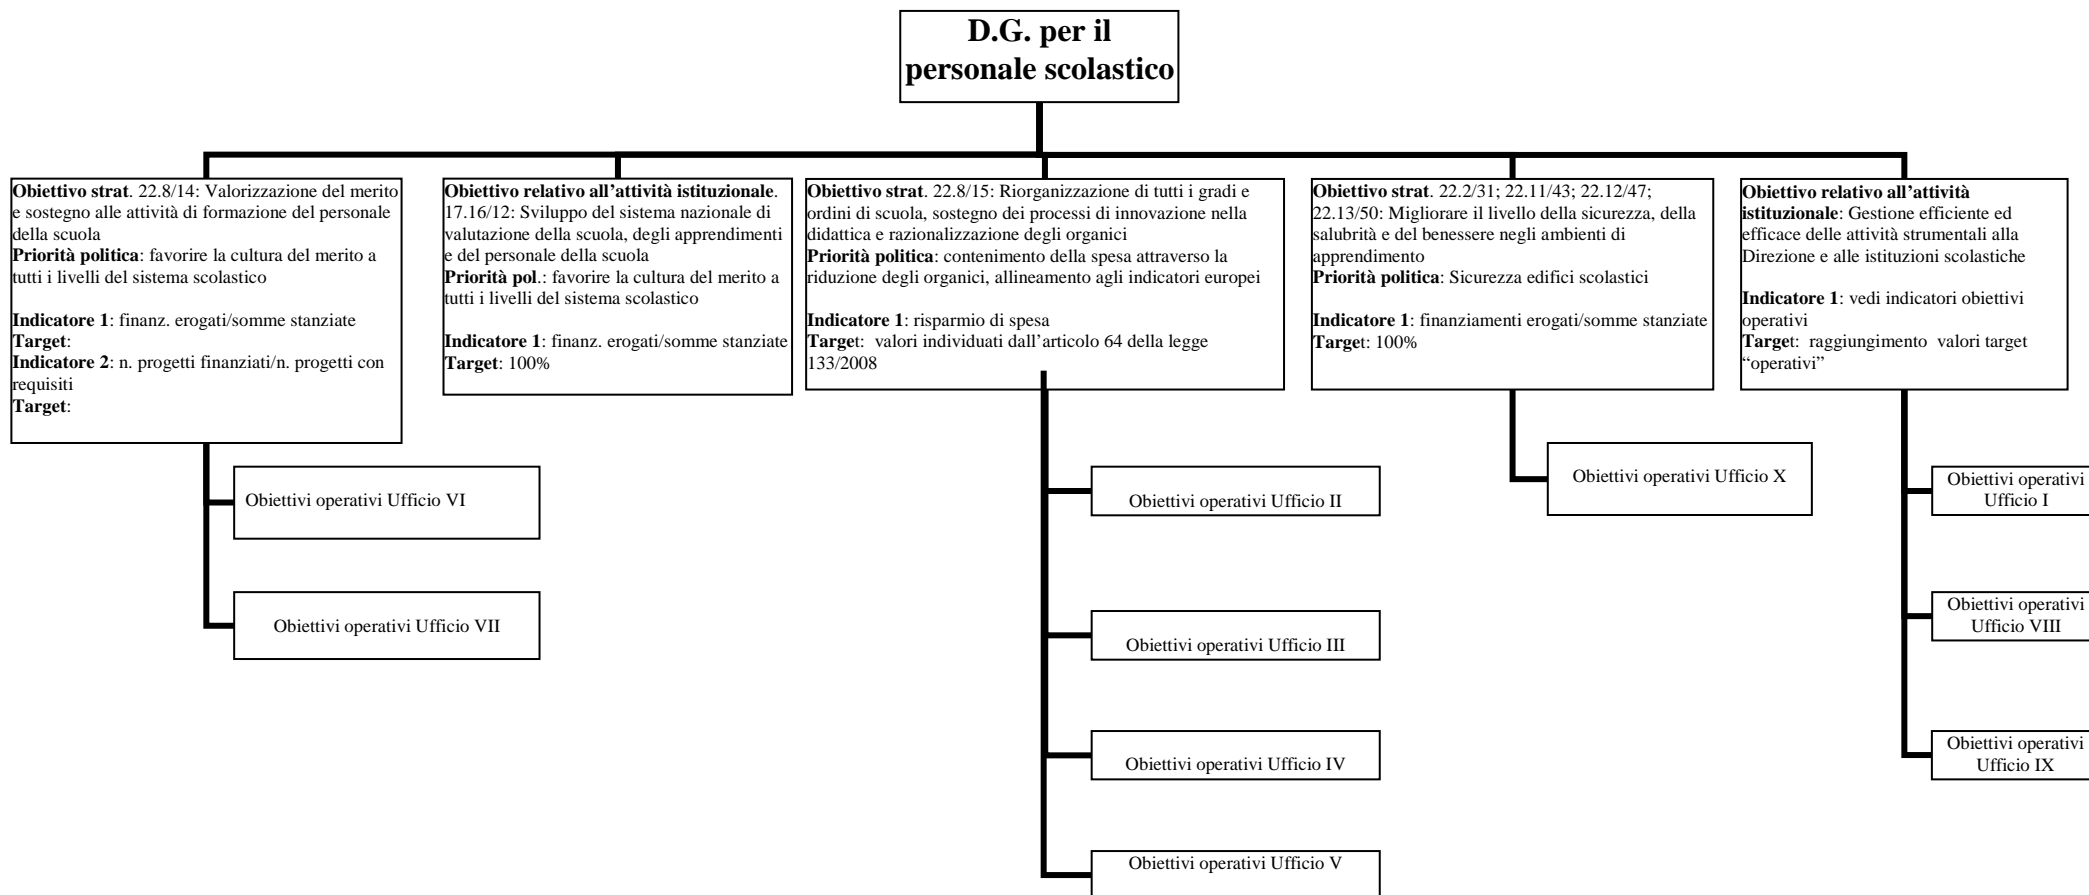 D.G. per il
personale scolastico
Obiettivo strat. 22.8/14: Valorizzazione del merito
e sostegno alle attività di formazione del personale
della scuola
Priorità politica: favorire la cultura del merito a
tutti i livelli del sistema scolastico
Indicatore 1: finanz. erogati/somme stanziate
Target:
Indicatore 2: n. progetti finanziati/n. progetti con
requisiti
Target:
Obiettivo relativo all'attività istituzionale.
17.16/12: Sviluppo del sistema nazionale di
valutazione della scuola, degli apprendimenti
e del personale della scuola
Priorità pol.: favorire la cultura del merito a
tutti i livelli del sistema scolastico
Indicatore 1: finanz. erogati/somme stanziate
Target: 100%
Obiettivo strat. 22.8/15: Riorganizzazione di tutti i gradi e
ordini di scuola, sostegno dei processi di innovazione nella
didattica e razionalizzazione degli organici
Priorità politica: contenimento della spesa attraverso la
riduzione degli organici, allineamento agli indicatori europei
Indicatore 1: risparmio di spesa
Target: valori individuati dall'articolo 64 della legge
133/2008
Obiettivo strat. 22.2/31; 22.11/43; 22.12/47;
22.13/50: Migliorare il livello della sicurezza, della
salubrità e del benessere negli ambienti di
apprendimento
Priorità politica: Sicurezza edifici scolastici
Indicatore 1: finanziamenti erogati/somme stanziate
Target: 100%
Obiettivo relativo all'attività
istituzionale: Gestione efficiente ed
efficace delle attività strumentali alla
Direzione e alle istituzioni scolastiche
Indicatore 1: vedi indicatori obiettivi
operativi
Target: raggiungimento valori target
“operativi”
Obiettivi operativi Ufficio VI
Obiettivi operativi Ufficio VII
Obiettivi operativi Ufficio II
Obiettivi operativi Ufficio III
Obiettivi operativi Ufficio IV
Obiettivi operativi Ufficio V
Obiettivi operativi Ufficio X
Obiettivi operativi
Ufficio I
Obiettivi operativi
Ufficio VIII
Obiettivi operativi
Ufficio IX